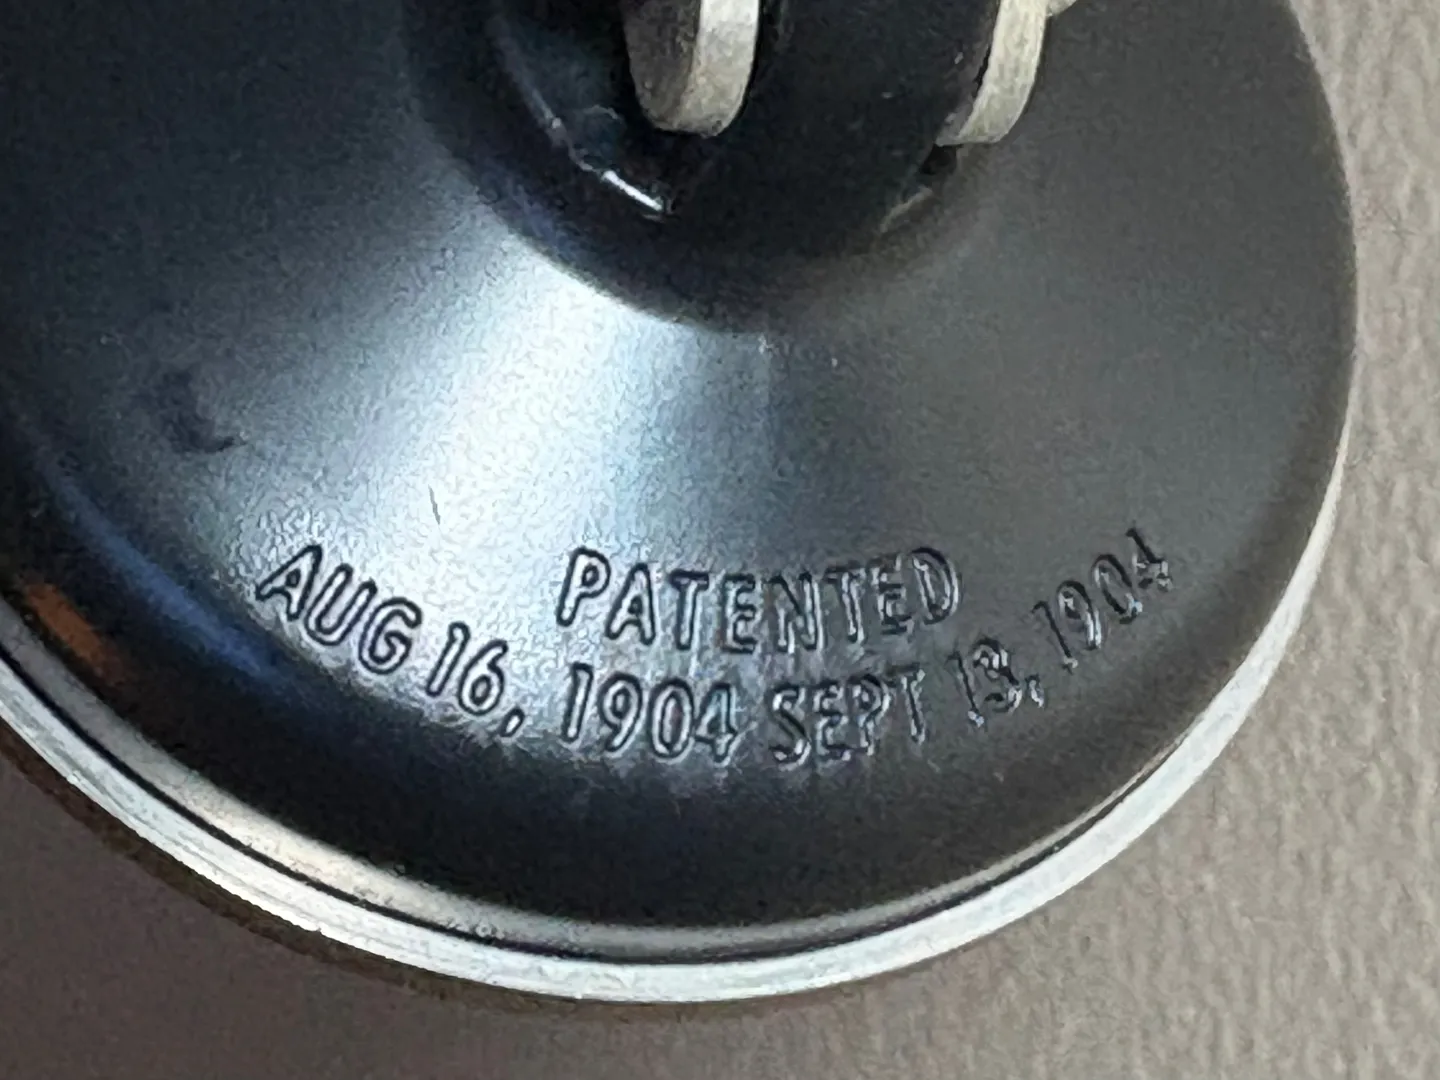 PATENTED
AUG 16, 1904 SEPT 13, 1904